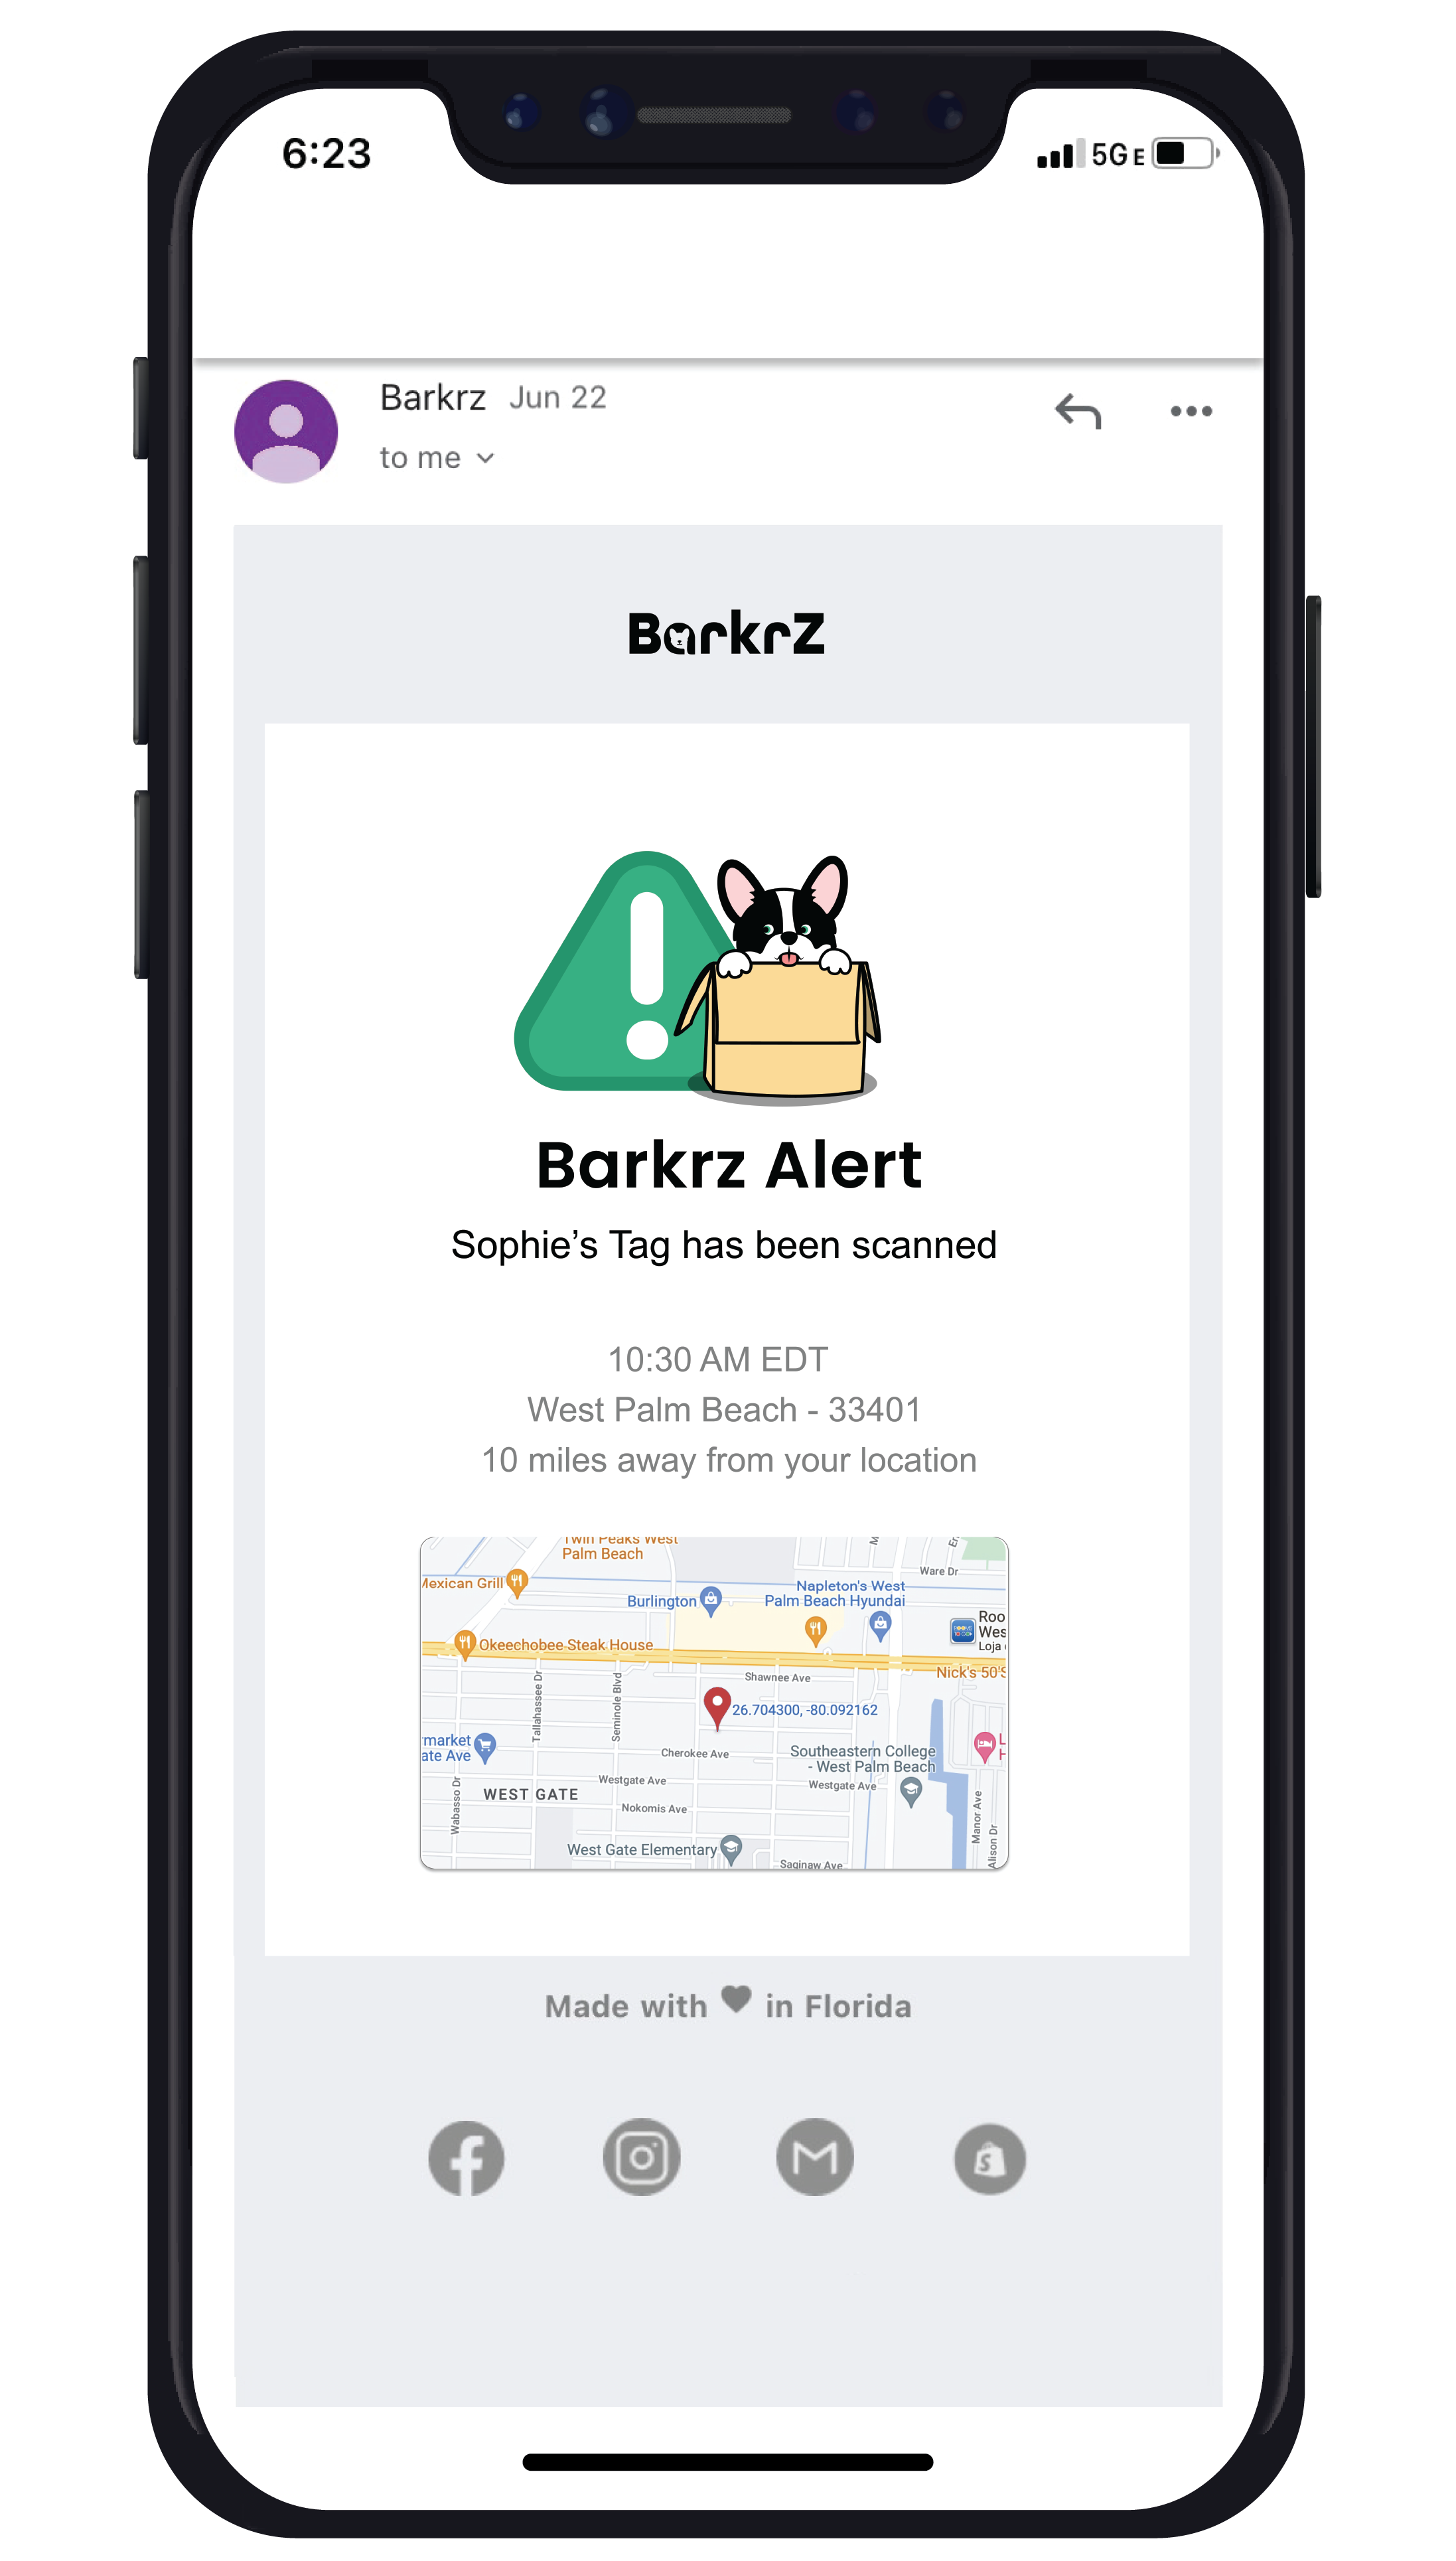 6:23
5G E
Barkrz Jun 22
to me
BarkrZ
Barkrz Alert
Sophie’s Tag has been scanned
10:30 AM EDT
West Palm Beach - 33401
10 miles away from your location
Twin Peaks West
Palm Beach
Mexican Grill
Burlington
Napleton's West
Palm Beach Hyundai
Ware Dr
Roo
Wes
Loja
Okeechobee Steak House
Nick's 50'S
Shawnee Ave
Tallahassee Dr
Seminole Blvd
26.704300, -80.092162
rmarket
ate Ave
Cherokee Ave
Southeastern College
- West Palm Beach
Westgate Ave
Westgate Ave
WEST GATE
Wabasso Dr
Nokomis Ave
Manor Ave
Alison Dr
West Gate Elementary
Saginaw Ave
Made with ♥ in Florida